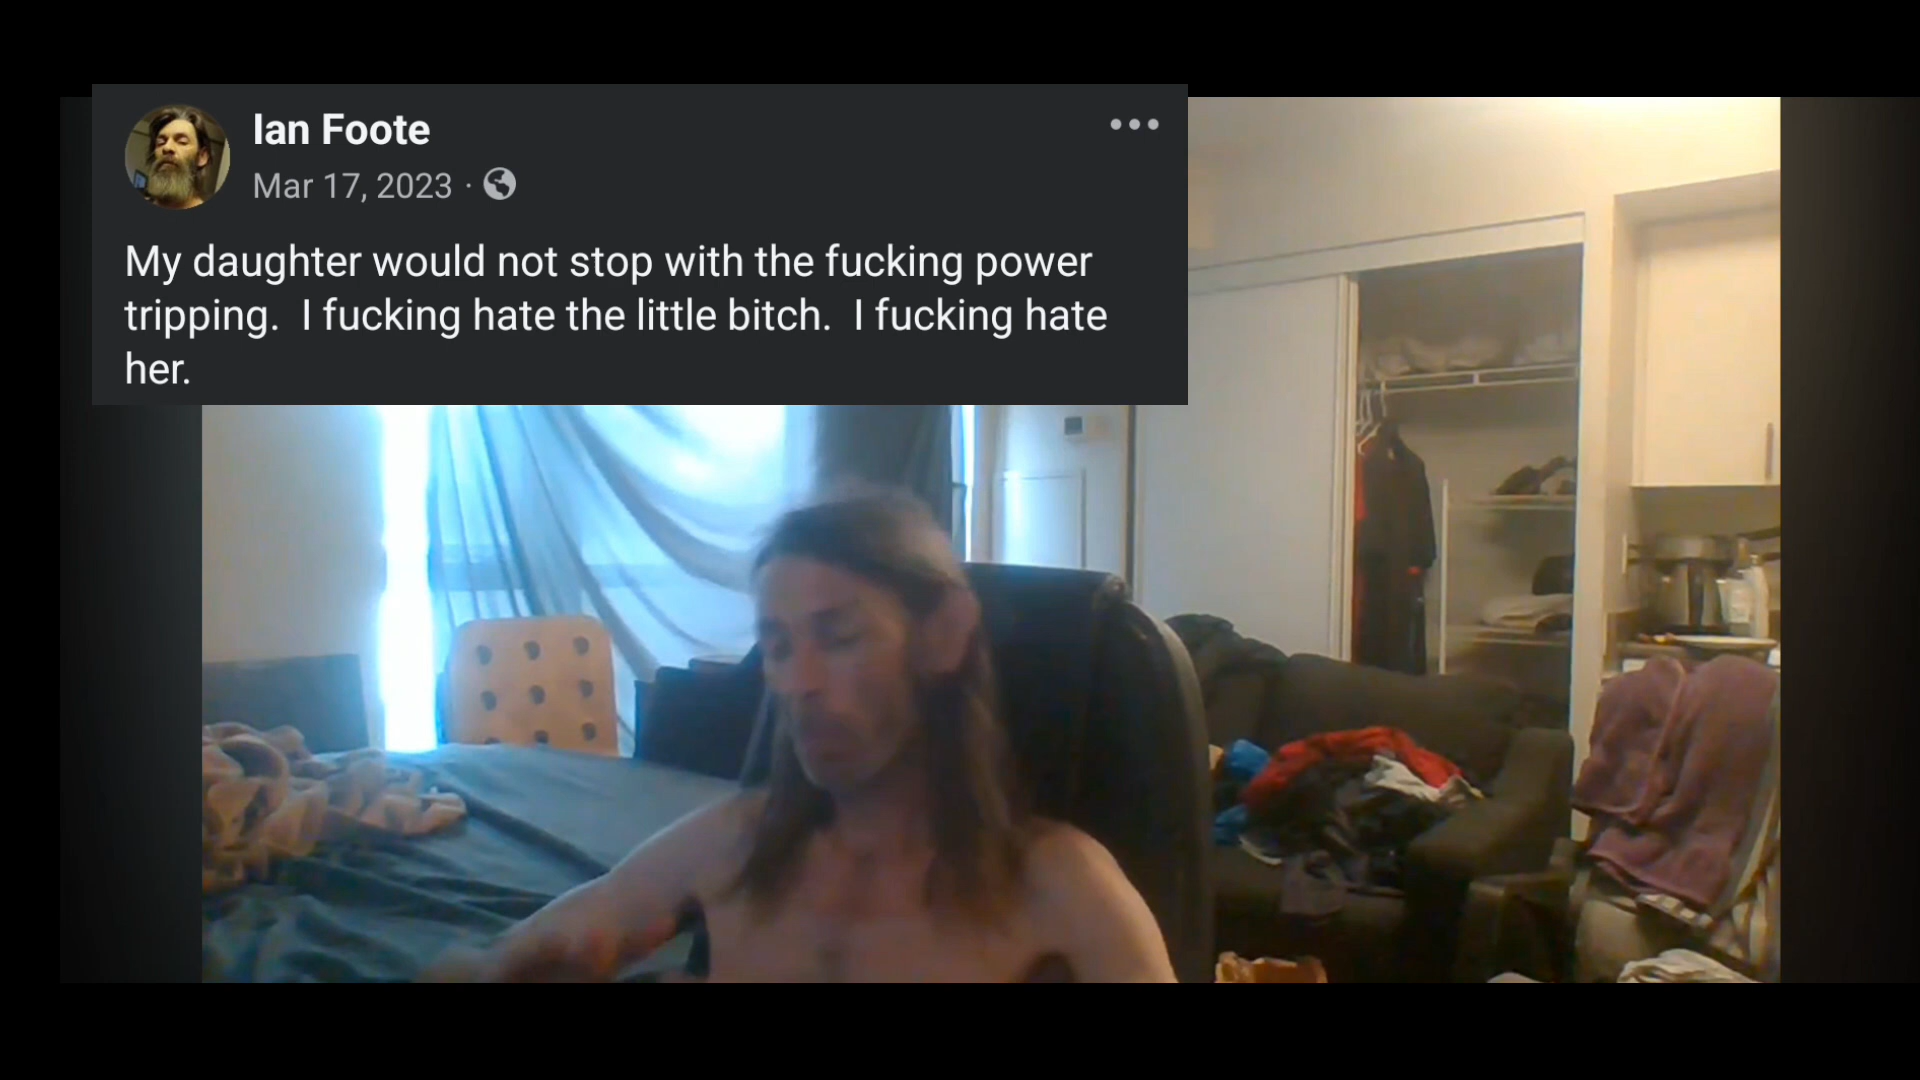 Ian Foote
Mar 17, 2023 ·
My daughter would not stop with the fucking power
tripping.  I fucking hate the little bitch.  I fucking hate
her.